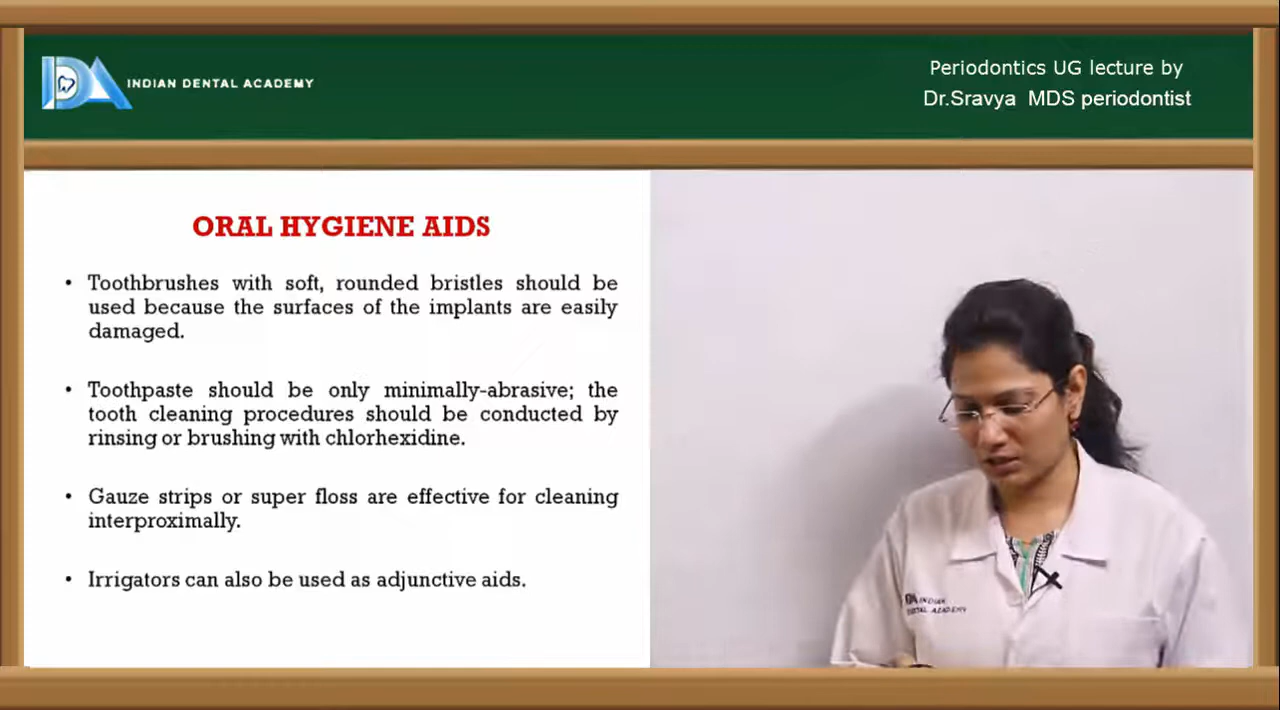 INDIAN DENTAL ACADEMY
Periodontics UG lecture by
Dr.Sravya MDS periodontist
ORAL HYGIENE AIDS
• Toothbrushes with soft, rounded bristles should be
used because the surfaces of the implants are easily
damaged.
• Toothpaste should be only minimally-abrasive; the
tooth cleaning procedures should be conducted by
rinsing or brushing with chlorhexidine.
• Gauze strips or super floss are effective for cleaning
interproximally.
• Irrigators can also be used as adjunctive aids.
INDIAN
DENTAL ACADEMY